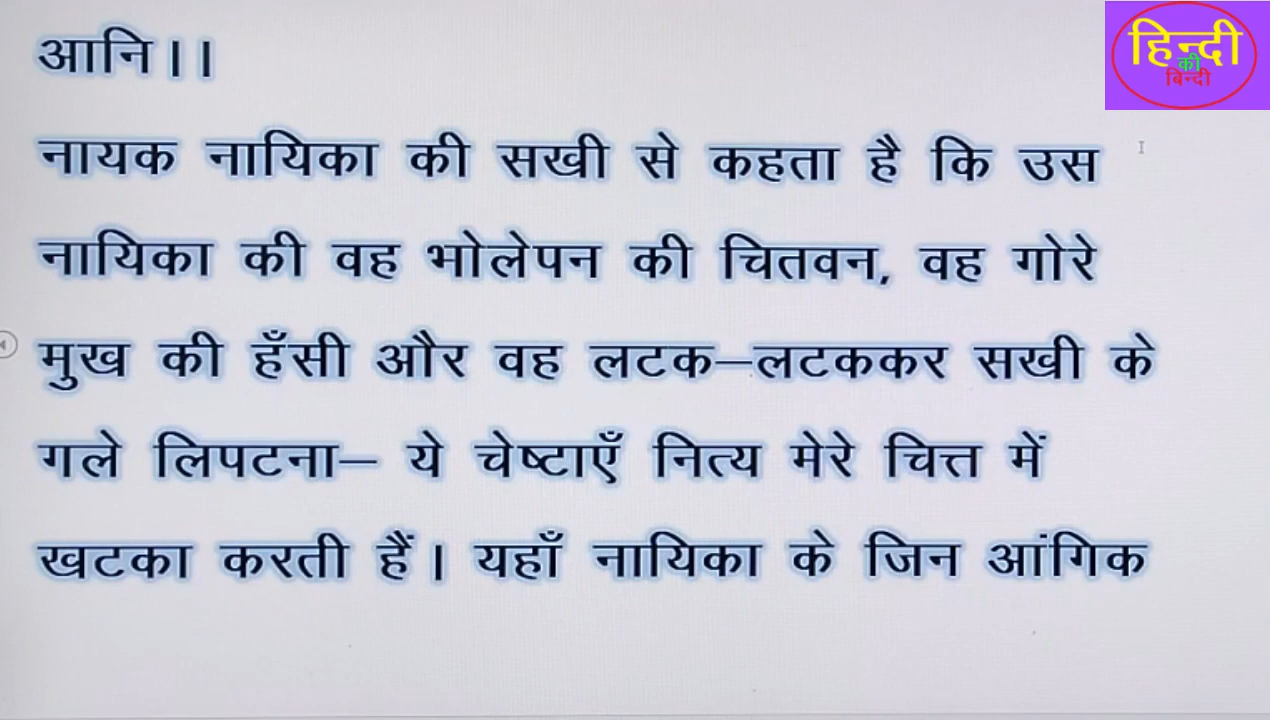 आनि।।
हिन्दी
की
बिन्दी
नायक नायिका की सखी से कहता है कि उस
नायिका की वह भोलेपन की चितवन, वह गोरे
मुख की हँसी और वह लटक–लटककर सखी के
गले लिपटना– ये चेष्टाएँ नित्य मेरे चित्त में
खटका करती हैं। यहाँ नायिका के जिन आंगिक